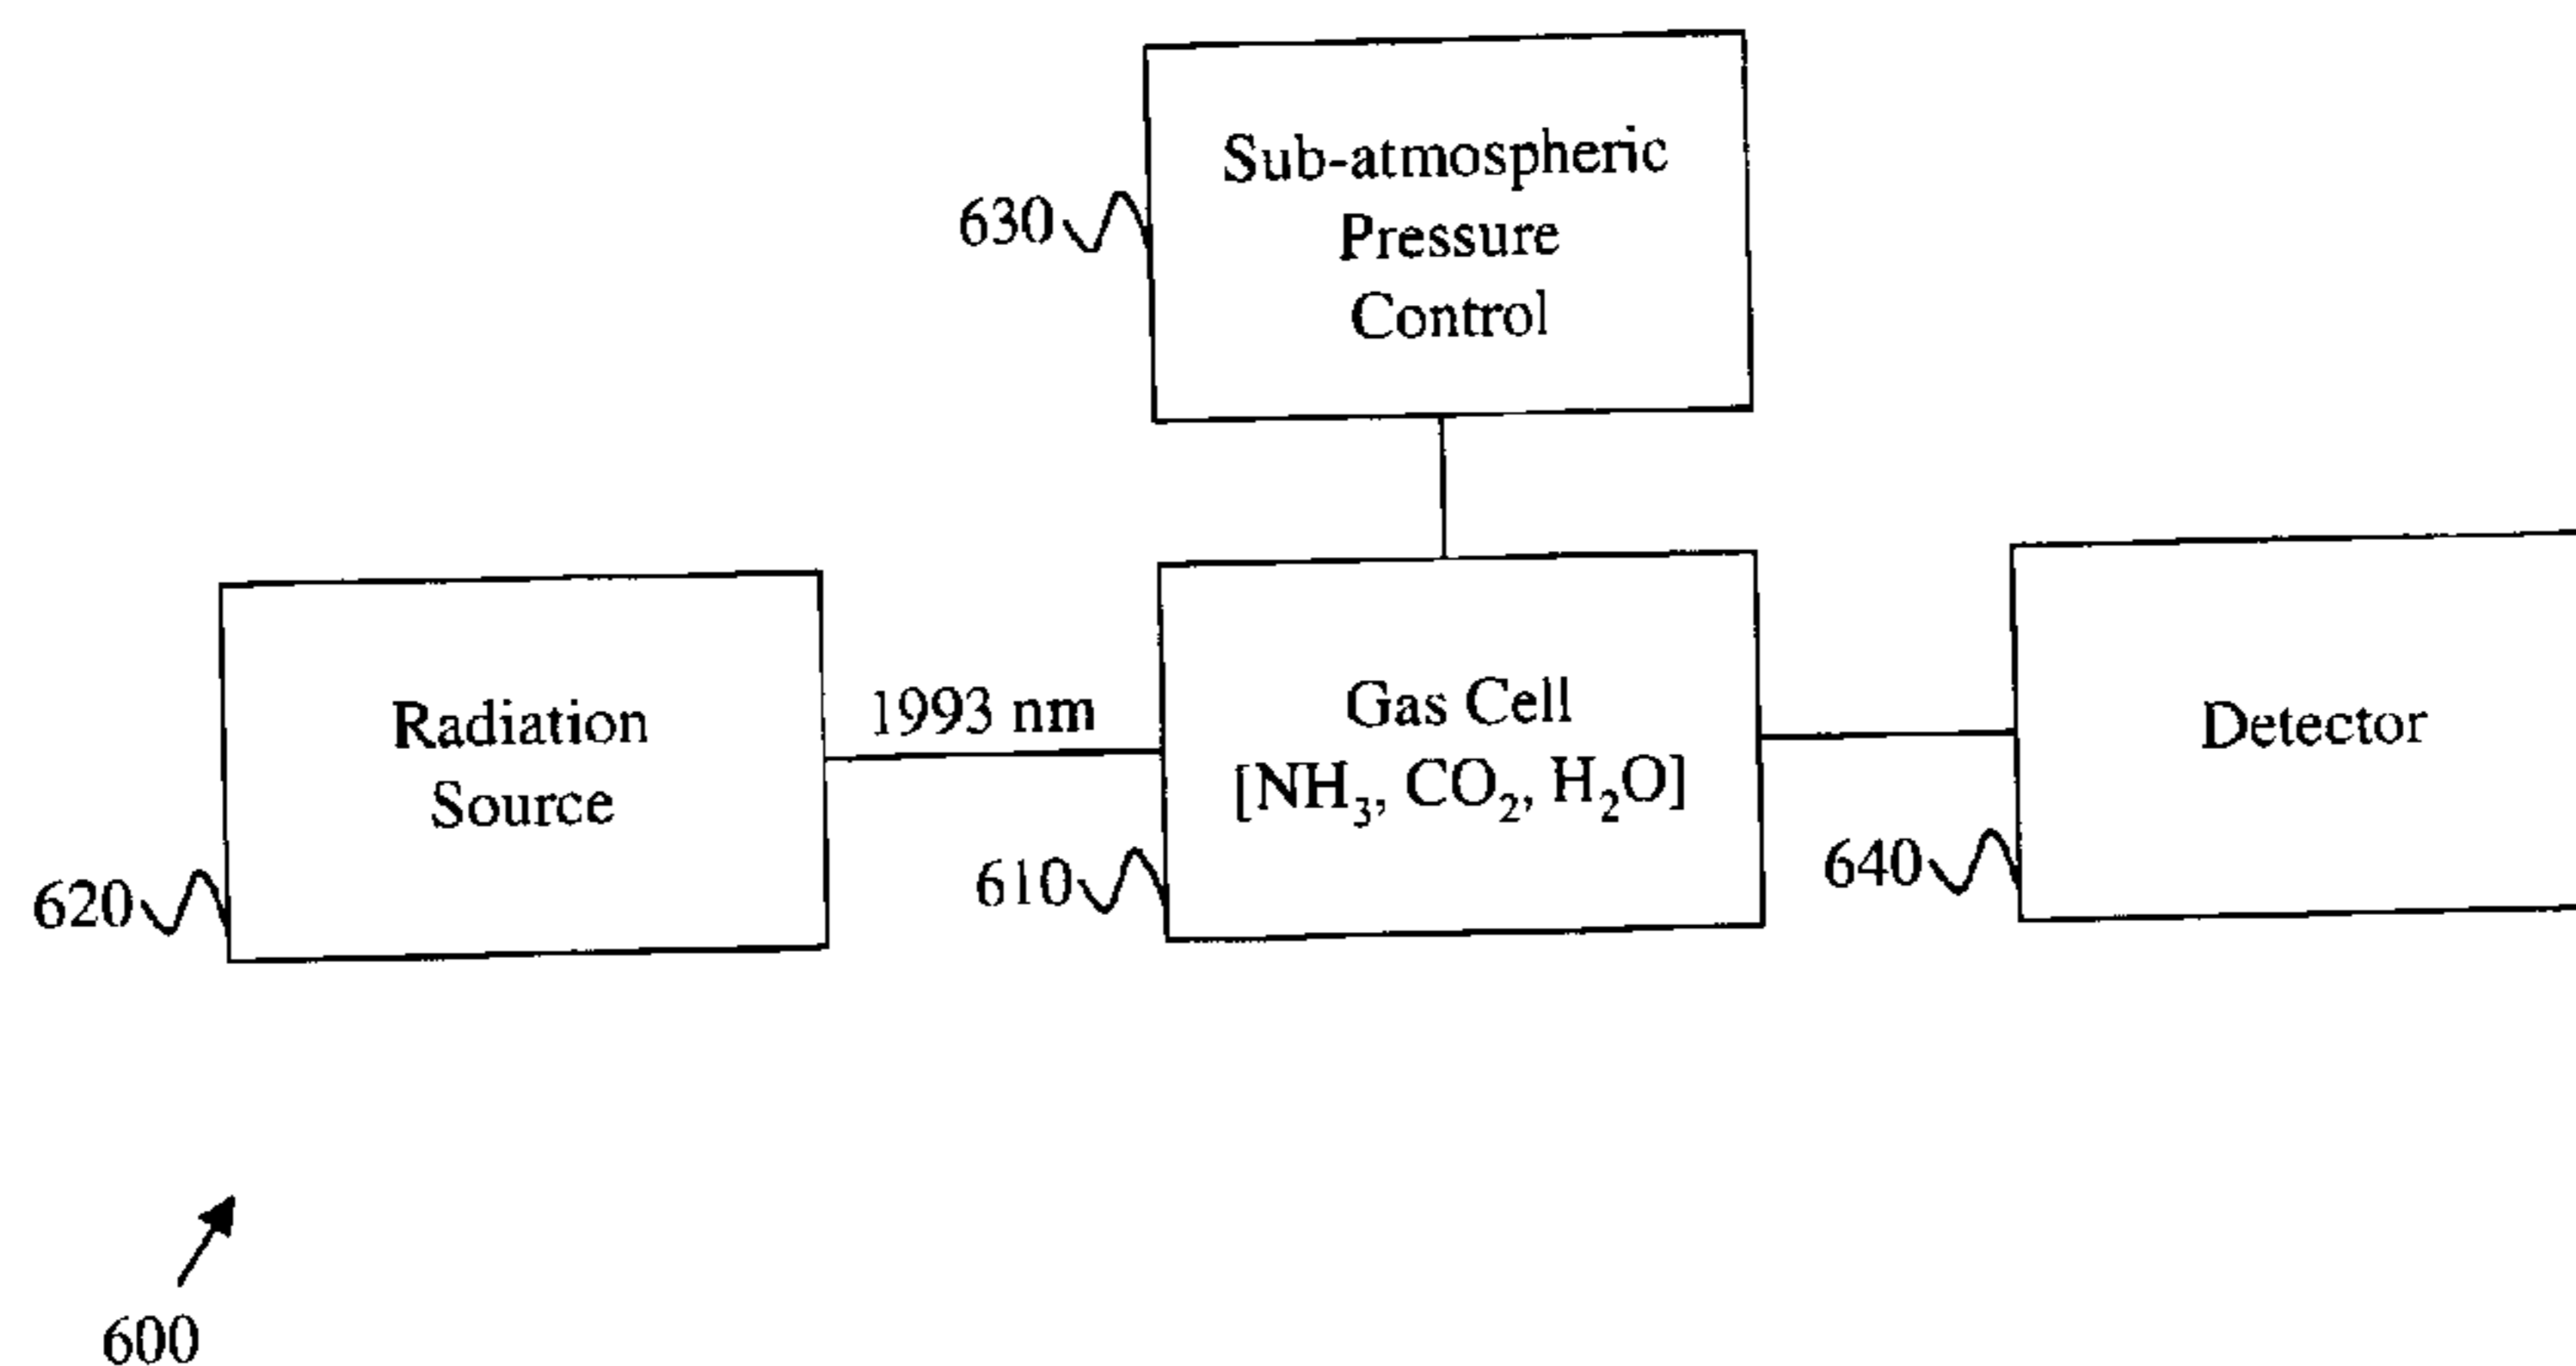 Sub-atmospheric
Pressure
Control
630
Radiation
Source
620
1993 nm
Gas Cell
[NH₃, CO₂, H₂O]
610
Detector
640
600